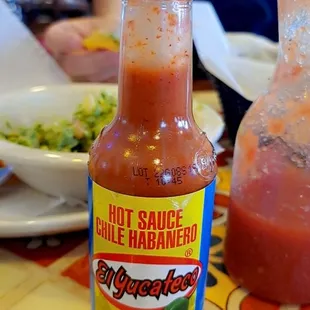 HOT SAUCE
CHILE HABANERO
®
El Yucateco